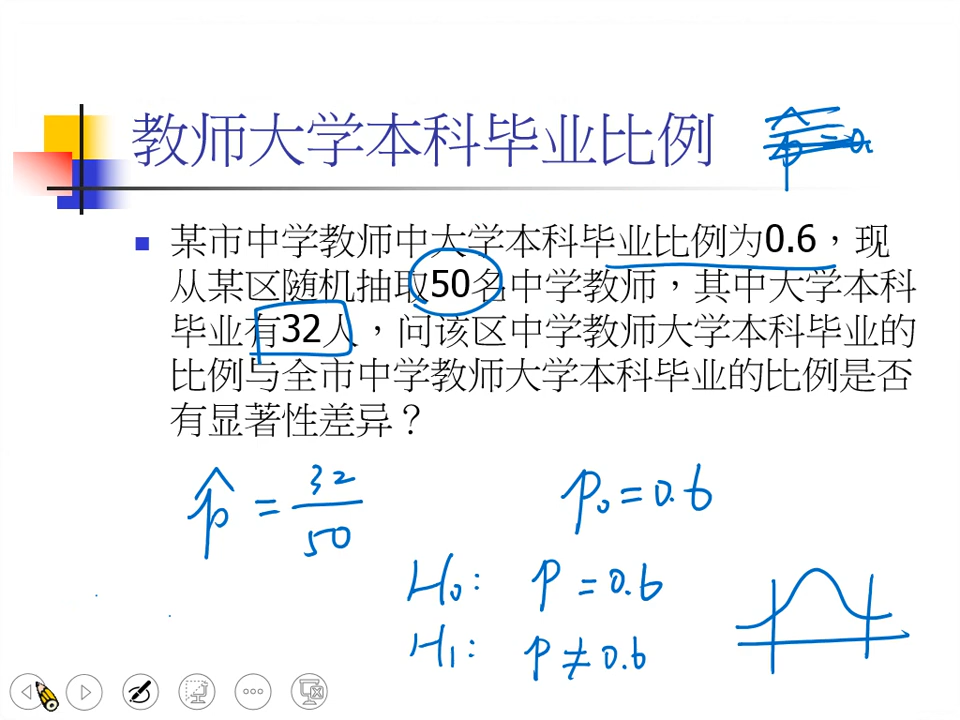 教师大学本科毕业比例
某市中学教师中大学本科毕业比例为0.6，现
从某区随机抽取50名中学教师，其中大学本科
毕业有32人，问该区中学教师大学本科毕业的
比例与全市中学教师大学本科毕业的比例是否
有显著性差异？
p̂ = 32/50
p₀ = 0.6
H₀: p = 0.6
H₁: p ≠ 0.6